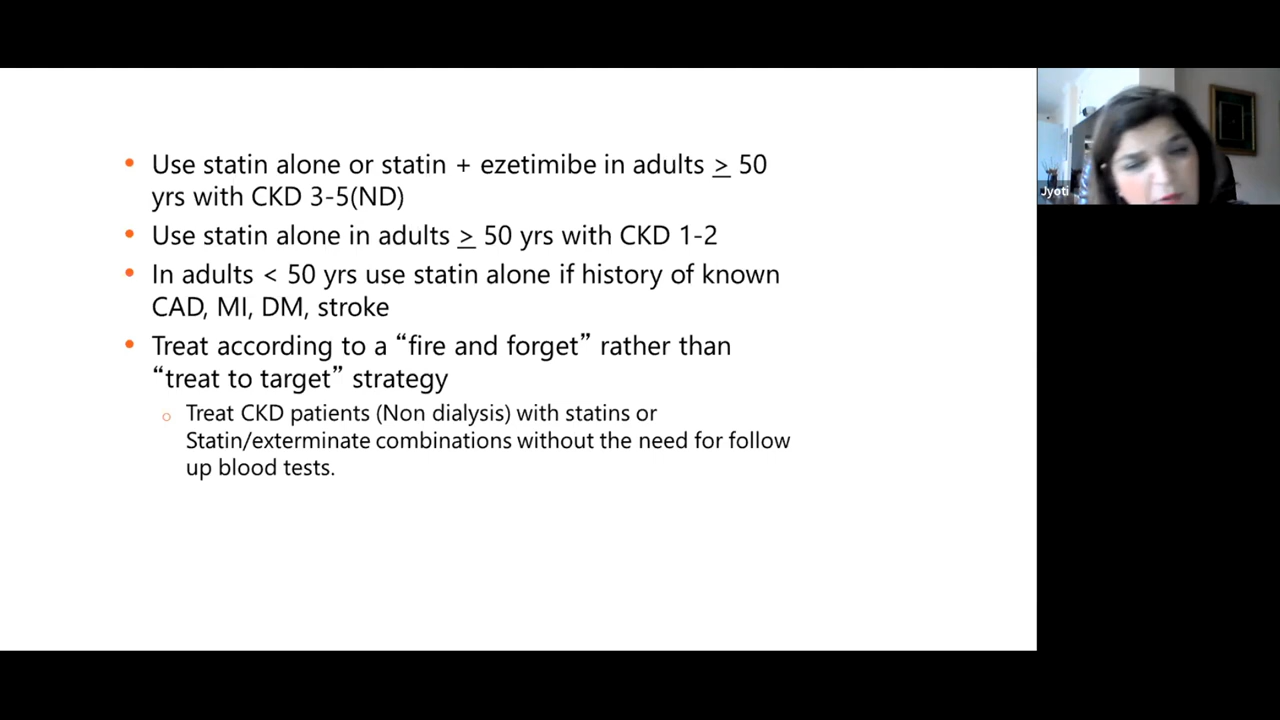 • Use statin alone or statin + ezetimibe in adults ≥ 50
yrs with CKD 3-5(ND)
• Use statin alone in adults ≥ 50 yrs with CKD 1-2
• In adults < 50 yrs use statin alone if history of known
CAD, MI, DM, stroke
• Treat according to a “fire and forget” rather than
“treat to target” strategy
○ Treat CKD patients (Non dialysis) with statins or
Statin/exterminate combinations without the need for follow
up blood tests.
Jyoti